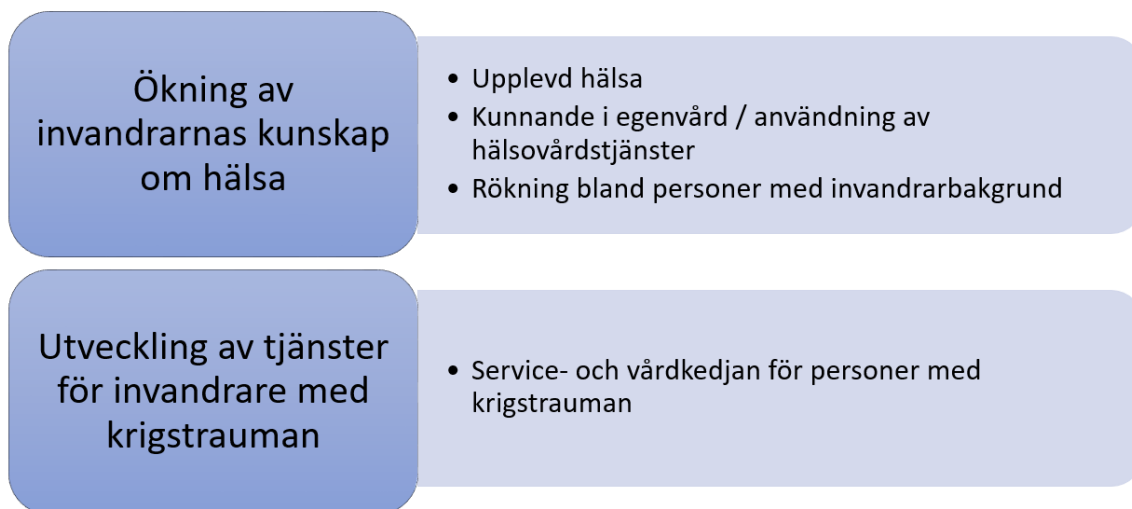 Ökning av
invandrarnas kunskap
om hälsa
• Upplevd hälsa
• Kunnande i egenvård / användning av
hälsovårdstjänster
• Rökning bland personer med invandrarbakgrund
Utveckling av tjänster
för invandrare med
krigstrauman
• Service- och vårdkedjan för personer med
krigstrauman